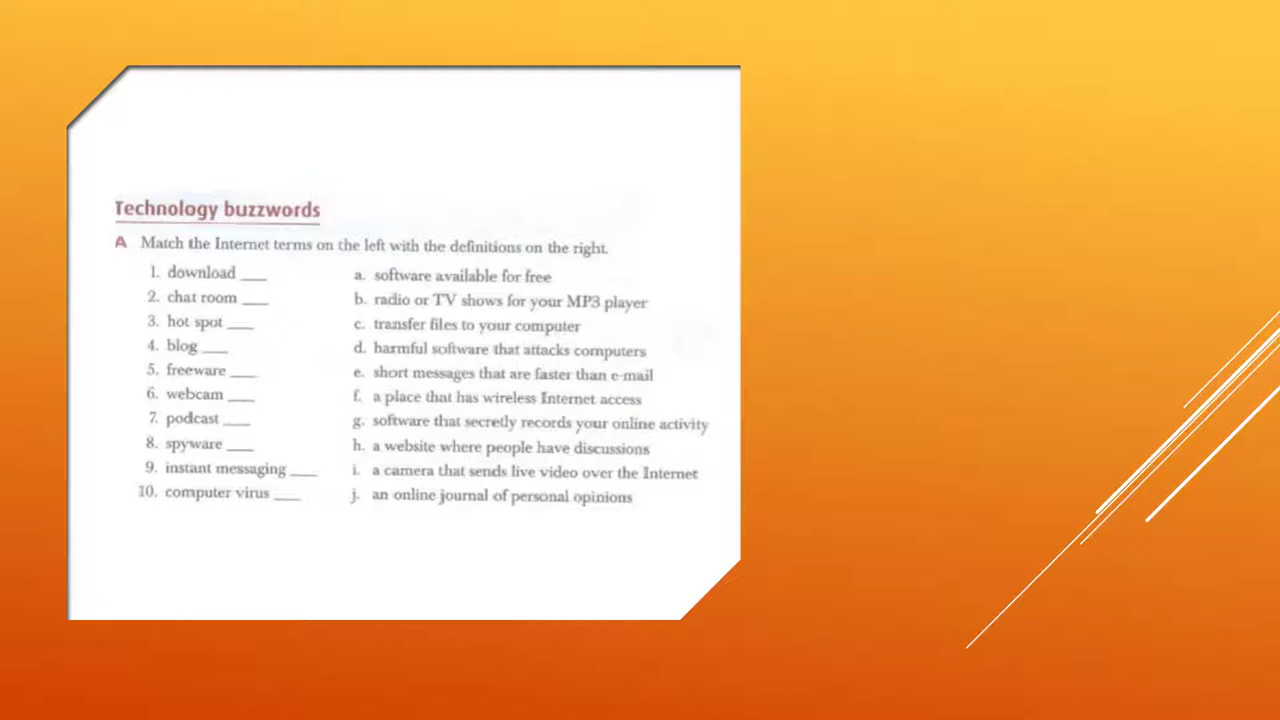 Technology buzzwords
A Match the Internet terms on the left with the definitions on the right.
1. download ___ a. software available for free
2. chat room ___ b. radio or TV shows for your MP3 player
3. hot spot ___ c. transfer files to your computer
4. blog ___ d. harmful software that attacks computers
5. freeware ___ e. short messages that are faster than e-mail
6. webcam ___ f. a place that has wireless Internet access
7. podcast ___ g. software that secretly records your online activity
8. spyware ___ h. a website where people have discussions
9. instant messaging ___ i. a camera that sends live video over the Internet
10. computer virus ___ j. an online journal of personal opinions